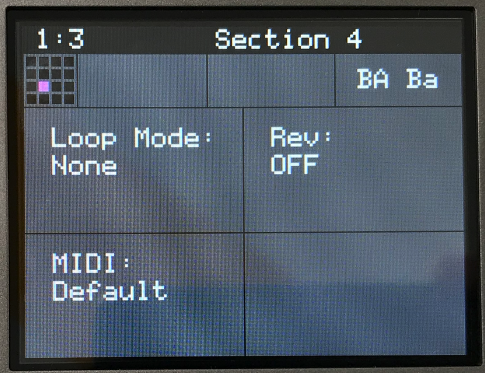 1:3 Section 4
BA Ba
Loop Mode:
None
Rev:
OFF
MIDI:
Default